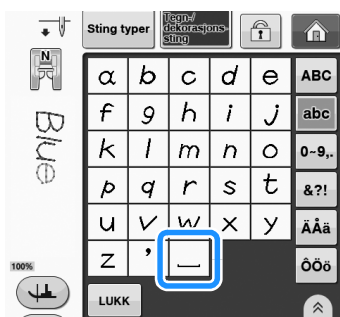 Sting typer
Tegn-/
dekorasjons-
sting
N
Blue
100%
a b c d e
f g h i j
k l m n o
p q r s t
u v w x y
z ' ⎵
LUKK
ABC
abc
0~9,.
&?!
ÄÅä
ÔÖö